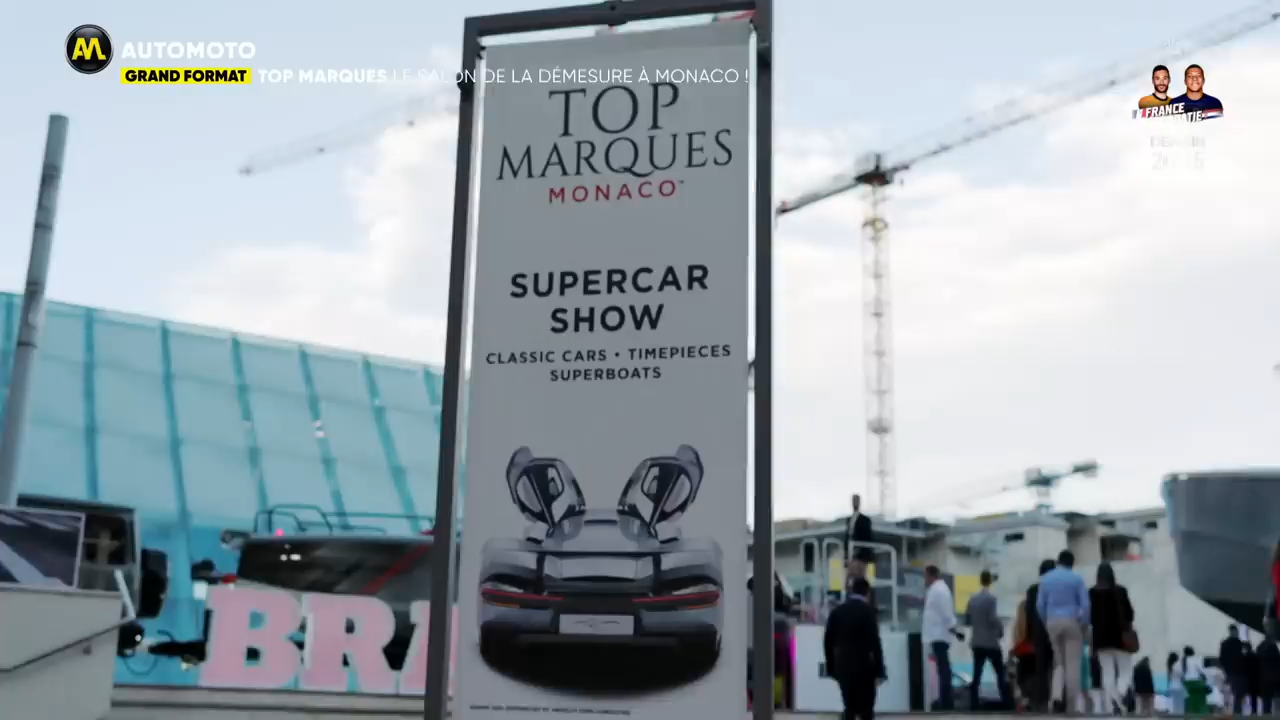 AM AUTOMOTO
GRAND FORMAT TOP MARQUES LE SALON DE LA DÉMESURE À MONACO !
FRANCE
TOP
MARQUES
MONACO
SUPERCAR
SHOW
CLASSIC CARS • TIMEPIECES
SUPERBOATS
BR